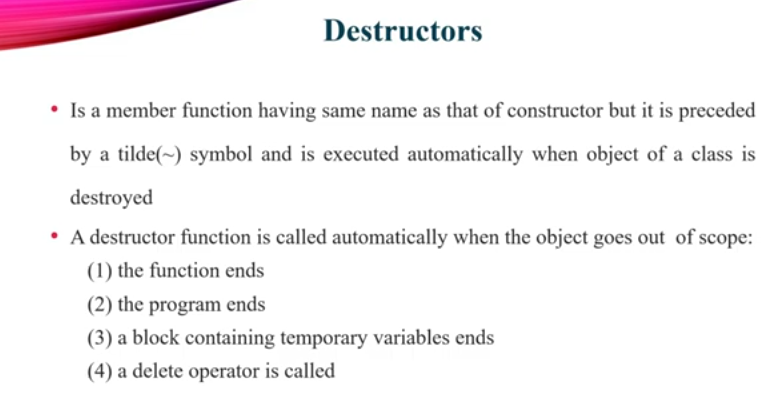 Destructors
• Is a member function having same name as that of constructor but it is preceded
by a tilde(~) symbol and is executed automatically when object of a class is
destroyed
• A destructor function is called automatically when the object goes out of scope:
(1) the function ends
(2) the program ends
(3) a block containing temporary variables ends
(4) a delete operator is called